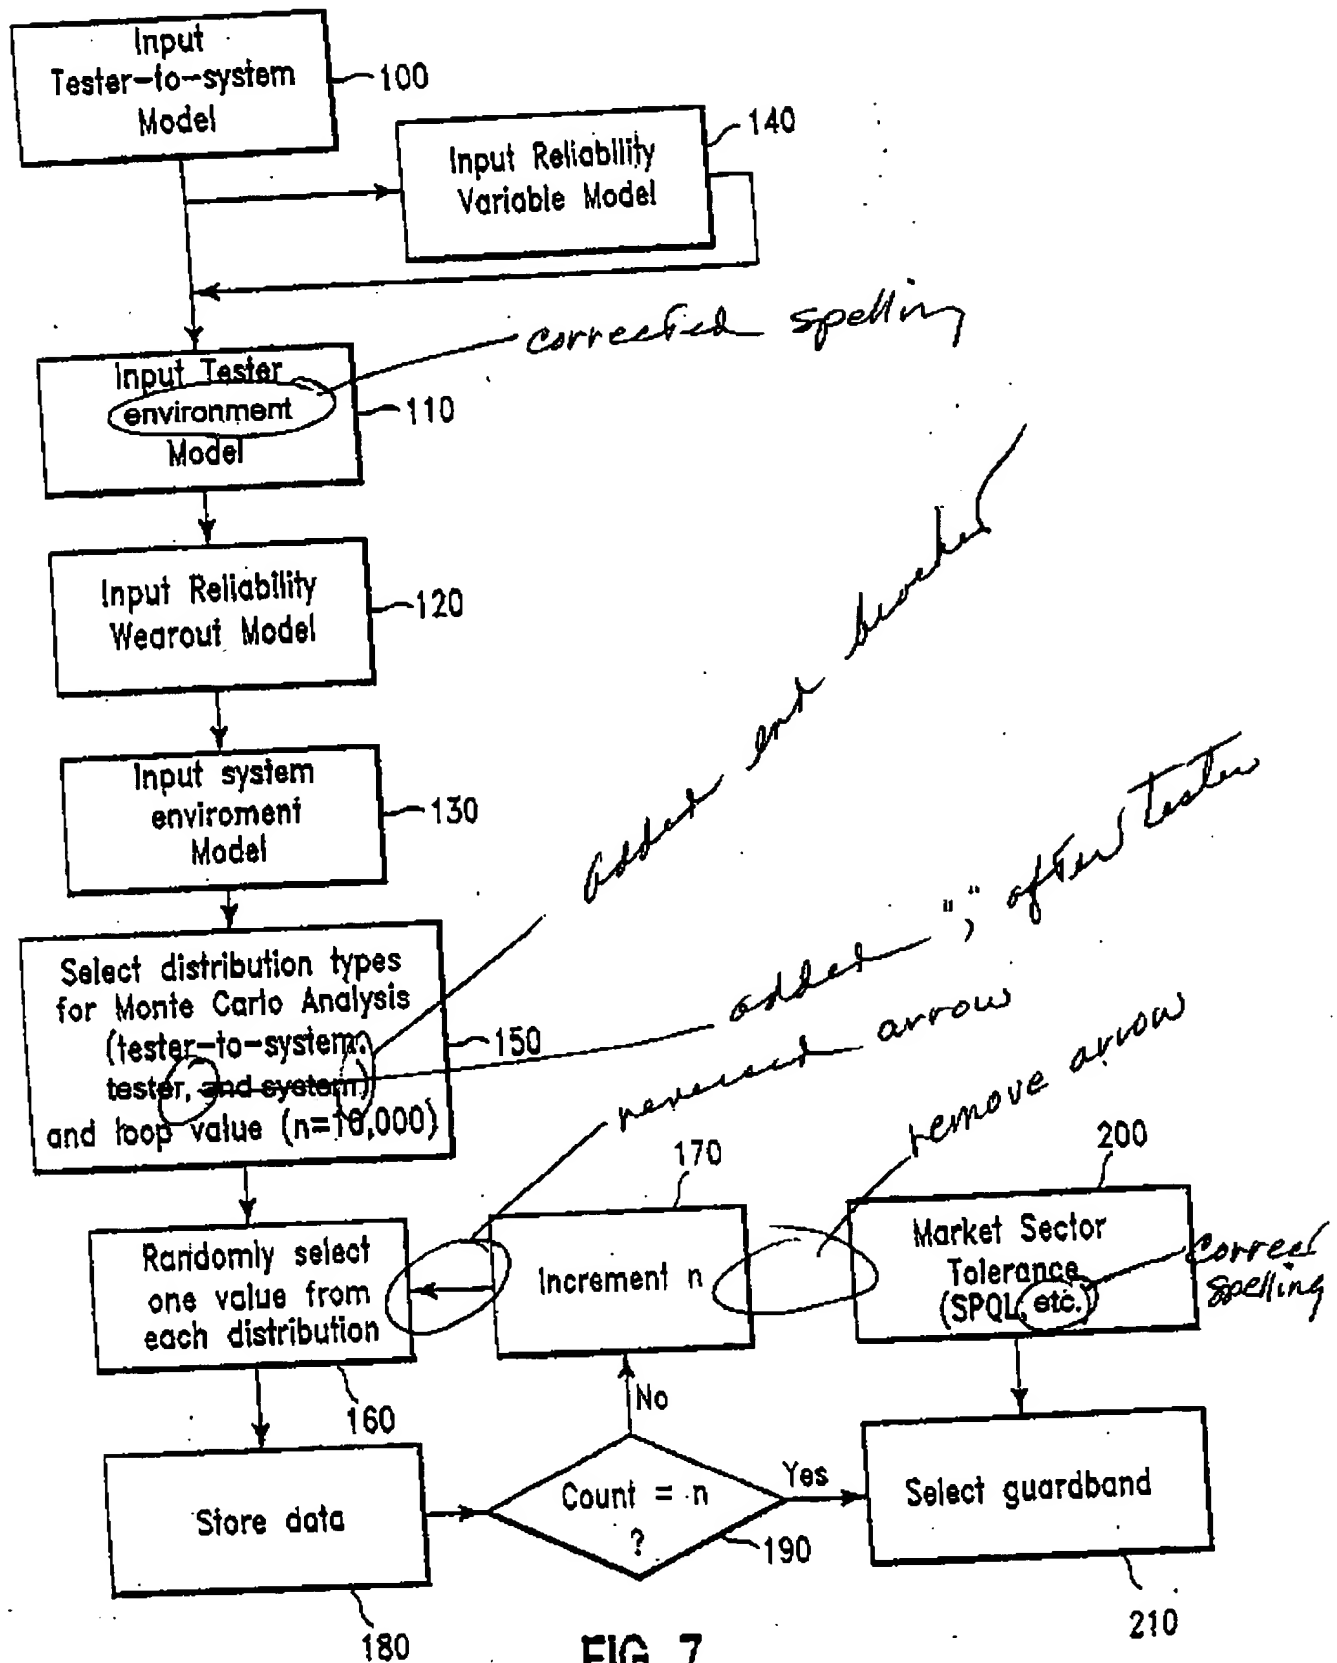 Input
Tester-to-system
Model
100
140
Input Reliability
Variable Model
corrected spelling
Input Tester
environment
Model
110
Input Reliability
Wearout Model
120
Input system
enviroment
Model
130
added end bracket
added "," after Tester
Select distribution types
for Monte Carlo Analysis
(tester-to-system.
tester, and system)
and loop value (n=10,000)
150
reversed arrow
remove arrow
170
200
Randomly select
one value from
each distribution
160
Increment n
Market Sector
Tolerance
(SPQL, etc.)
correct
spelling
No
Store data
180
Count = n
?
190
Yes
Select guardband
210
FIG. 7